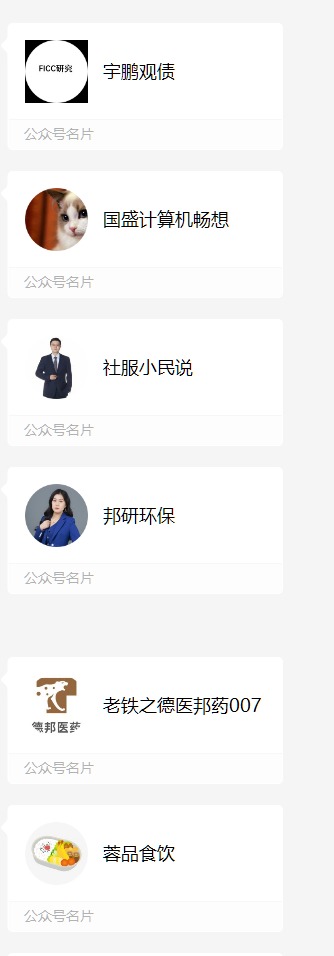 FICC研究
宇鹏观债
公众号名片
国盛计算机畅想
公众号名片
社服小民说
公众号名片
邦研环保
公众号名片
老铁之德医邦药007
德邦医药
公众号名片
蓉品食饮
公众号名片